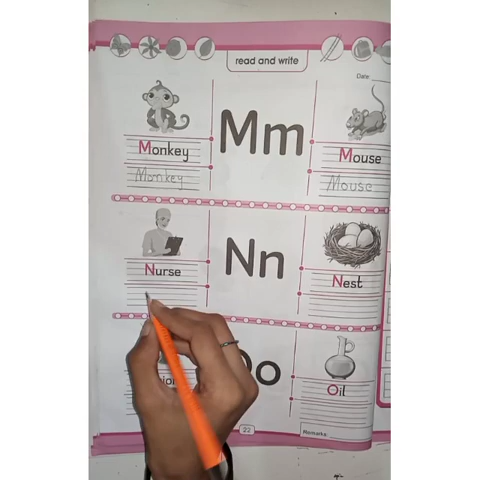 read and write
Date:
Mm
Monkey
Mouse
Monkey
Mouse
Nn
Nurse
Nest
Oo
Oil
22
Remarks: